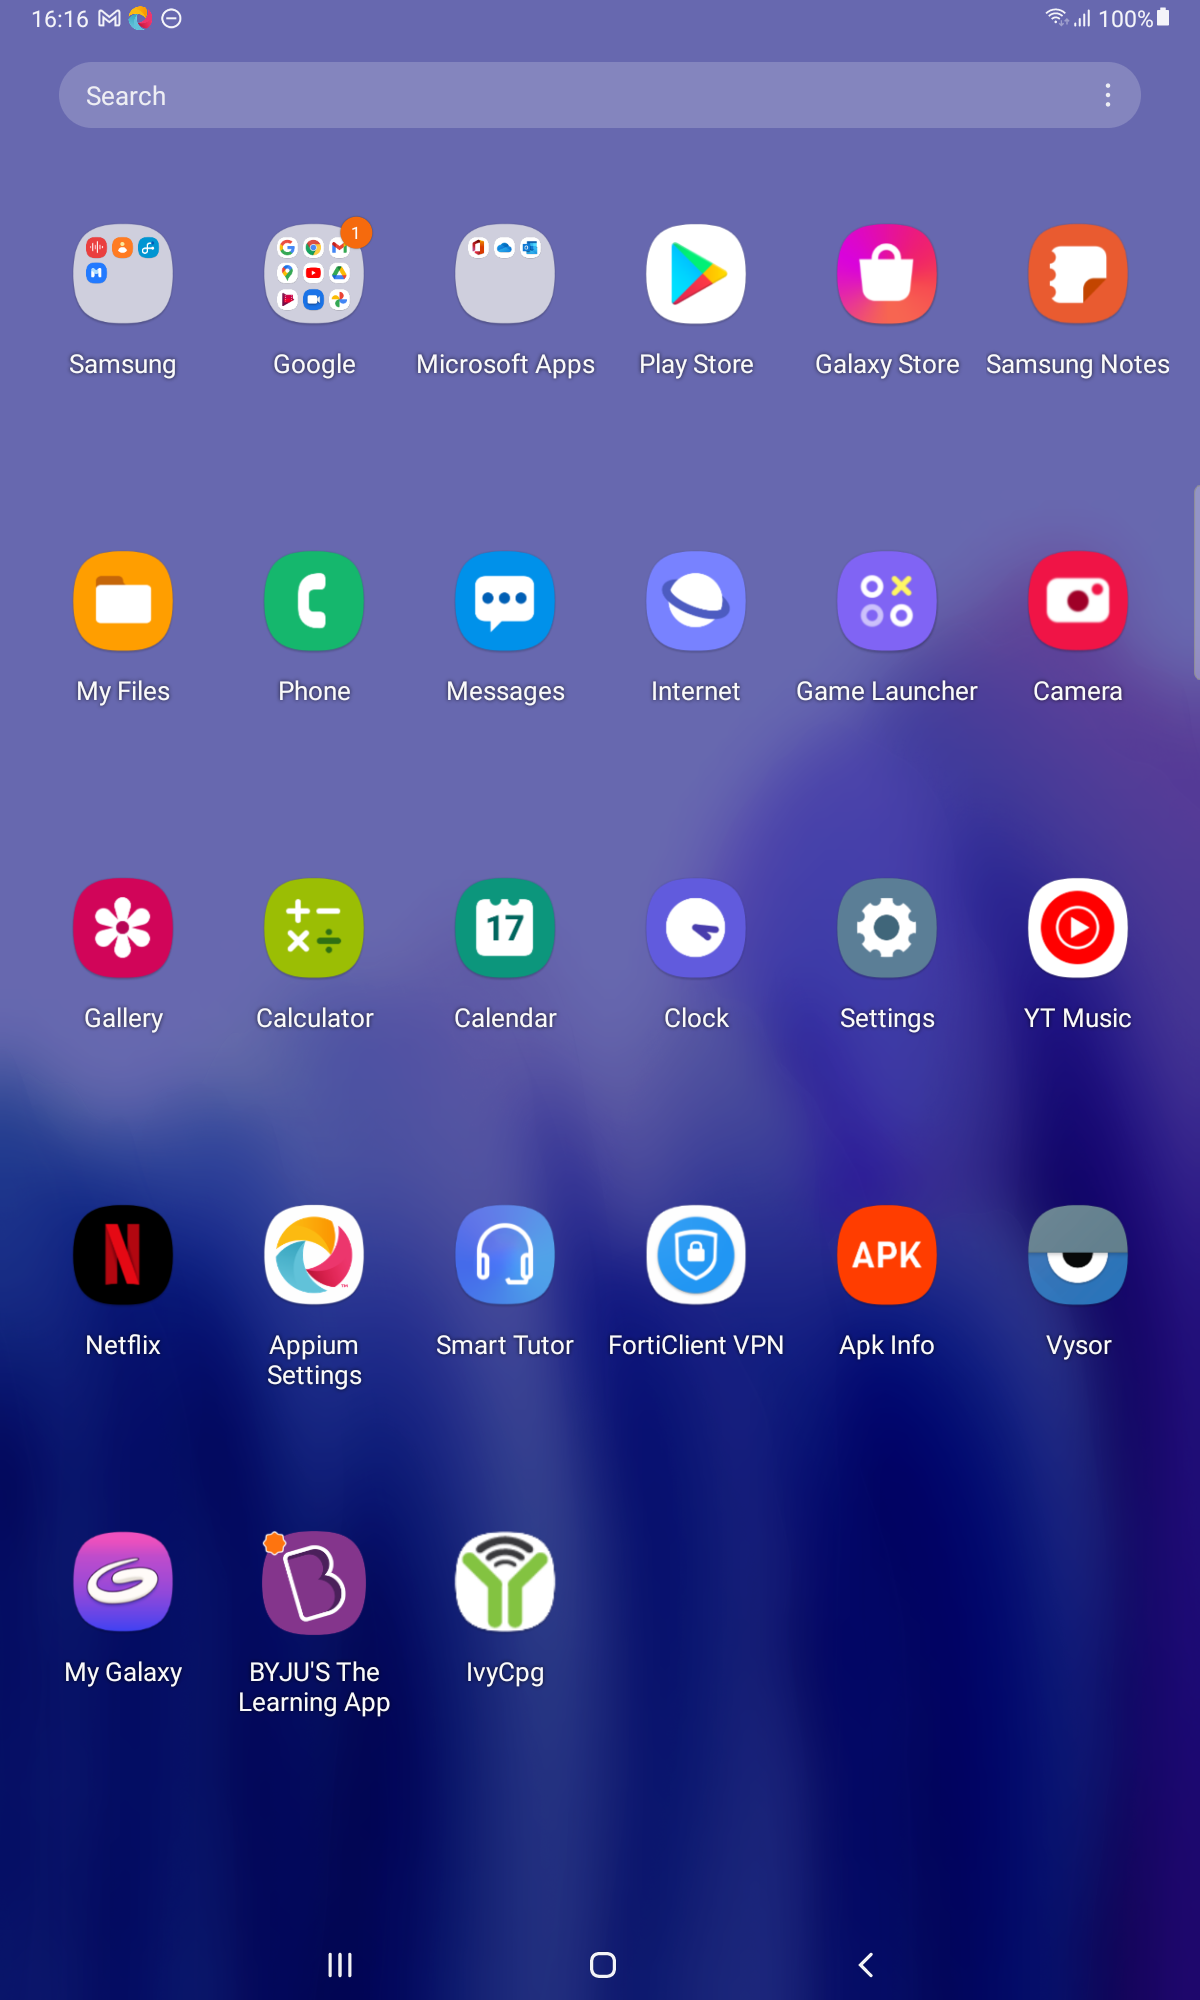 16:16
100%
Search
1
Samsung
Google
Microsoft Apps
Play Store
Galaxy Store
Samsung Notes
My Files
Phone
Messages
Internet
Game Launcher
Camera
17
Gallery
Calculator
Calendar
Clock
Settings
YT Music
N
APK
Netflix
Appium
Settings
Smart Tutor
FortiClient VPN
Apk Info
Vysor
My Galaxy
BYJU'S The
Learning App
IvyCpg